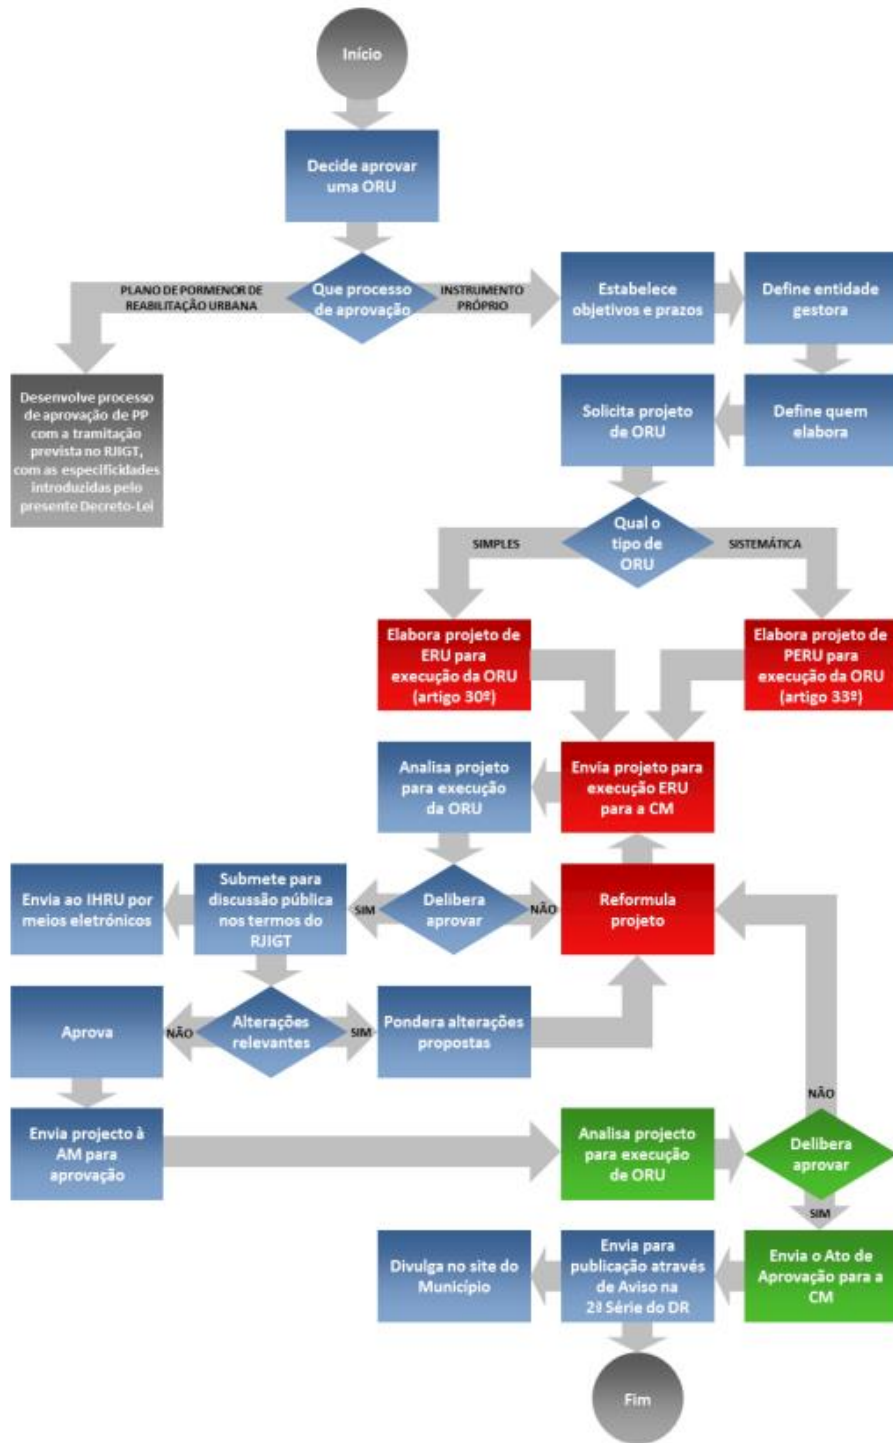 Início
Decide aprovar
uma ORU
PLANO DE PORMENOR DE
REABILITAÇÃO URBANA
Que processo
de aprovação
INSTRUMENTO
PRÓPRIO
Estabelece
objetivos e prazos
Define entidade
gestora
Desenvolve processo
de aprovação de PP
com a tramitação
prevista no RJIGT,
com as especificidades
introduzidas pelo
presente Decreto-Lei
Solicita projeto
de ORU
Define quem
elabora
SIMPLES
Qual o
tipo de
ORU
SISTEMÁTICA
Elabora projeto de
ERU para
execução da ORU
(artigo 30º)
Elabora projeto de
PERU para
execução da ORU
(artigo 33º)
Analisa projeto
para execução
da ORU
Envia projeto para
execução ERU
para a CM
Envia ao IHRU por
meios eletrónicos
Submete para
discussão pública
nos termos do
RJIGT
SIM
Delibera
aprovar
NÃO
Reformula
projeto
Aprova
NÃO
Alterações
relevantes
SIM
Pondera alterações
propostas
NÃO
Envia projecto à
AM para
aprovação
Analisa projecto
para execução
de ORU
Delibera
aprovar
SIM
Divulga no site do
Município
Envia para
publicação através
de Aviso na
2ª Série do DR
Envia o Ato de
Aprovação para a
CM
Fim